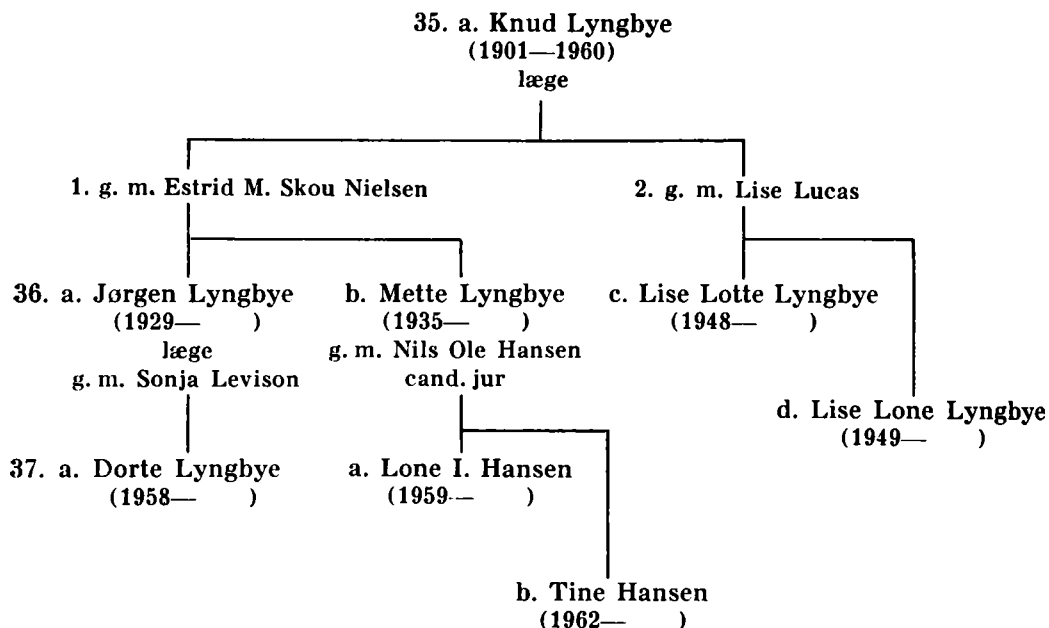 35. a. Knud Lyngbye
(1901—1960)
læge
1. g. m. Estrid M. Skou Nielsen
2. g. m. Lise Lucas
36. a. Jørgen Lyngbye
(1929— )
læge
g. m. Sonja Levison
b. Mette Lyngbye
(1935— )
g. m. Nils Ole Hansen
cand. jur
c. Lise Lotte Lyngbye
(1948— )
d. Lise Lone Lyngbye
(1949— )
37. a. Dorte Lyngbye
(1958— )
a. Lone I. Hansen
(1959— )
b. Tine Hansen
(1962— )